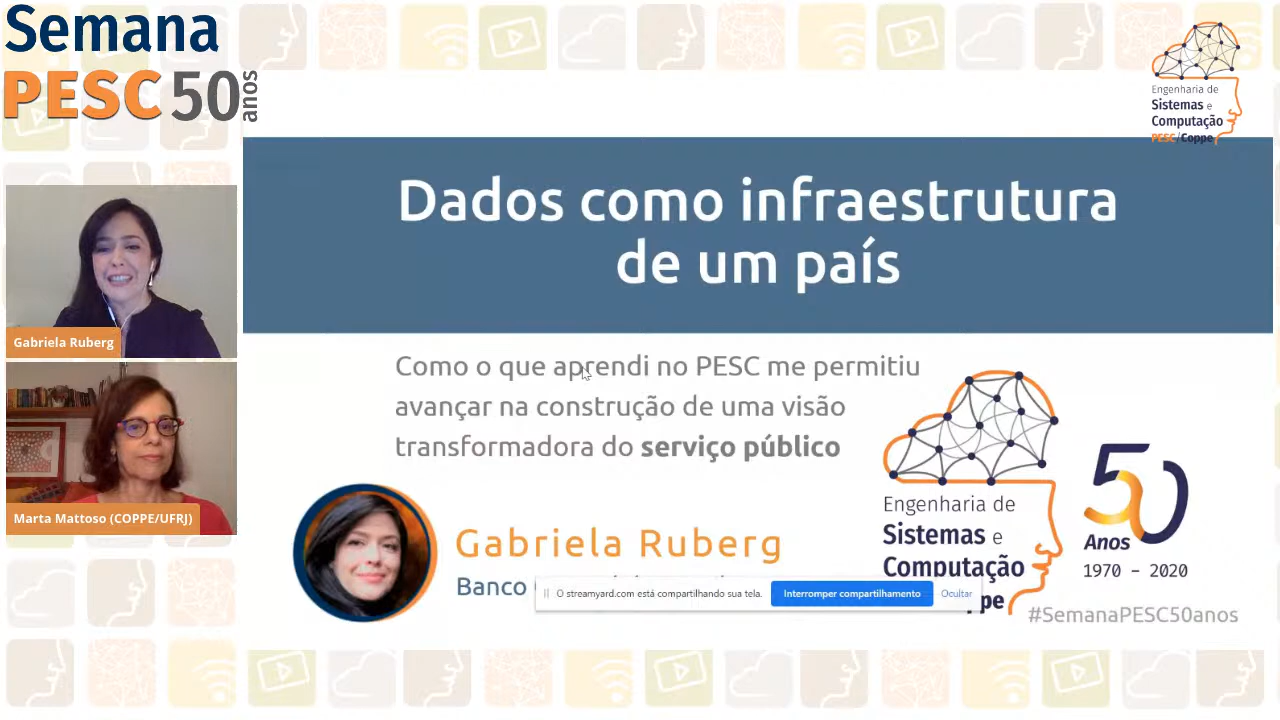 Semana
PESC 50 anos
Engenharia de
Sistemas e
Computação
PESC/Coppe
Dados como infraestrutura
de um país
Gabriela Ruberg
Marta Mattoso (COPPE/UFRJ)
Como o que aprendi no PESC me permitiu
avançar na construção de uma visão
transformadora do serviço público
Gabriela Ruberg
Banco
Engenharia de
Sistemas e
Computação
50
Anos
1970 - 2020
O streamyard.com está compartilhando sua tela.
Interromper compartilhamento
Ocultar
#SemanaPESC50anos